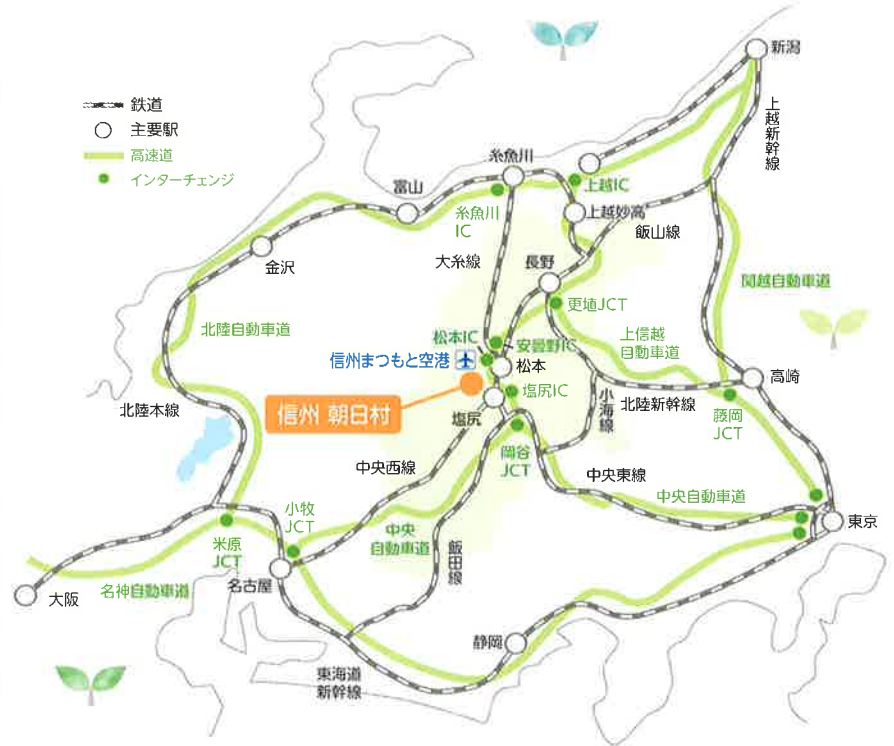 鉄道
主要駅
高速道
インターチェンジ
新潟
上越新幹線
糸魚川
上越IC
富山
糸魚川
IC
上越妙高
飯山線
金沢
大糸線
長野
関越自動車道
更埴JCT
北陸自動車道
松本IC
安曇野IC
上信越
自動車道
信州まつもと空港
松本
高崎
塩尻IC
北陸新幹線
小海線
北陸本線
信州 朝日村
塩尻
藤岡
JCT
岡谷
JCT
中央西線
中央東線
中央自動車道
小牧
JCT
東京
中央
自動車道
飯田線
米原
JCT
名古屋
名神自動車道
大阪
静岡
東海道
新幹線